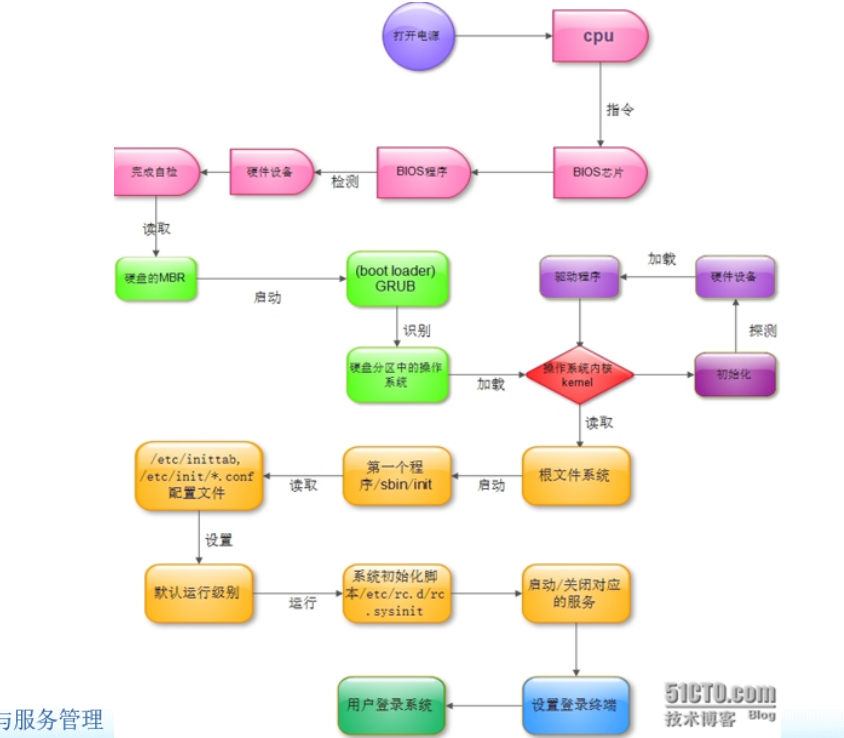 打开电源
cpu
指令
BIOS芯片
BIOS程序
检测
硬件设备
完成自检
读取
硬盘的MBR
启动
(boot loader)
GRUB
识别
硬盘分区中的操作
系统
加载
操作系统内核
kernel
初始化
探测
硬件设备
加载
驱动程序
读取
根文件系统
启动
第一个程
序/sbin/init
读取
/etc/inittab,
/etc/init/*.conf
配置文件
设置
默认运行级别
运行
系统初始化脚
本/etc/rc.d/rc
.sysinit
启动/关闭对应
的服务
设置登录终端
用户登录系统
与服务管理
51CTO.com
技术博客 Blog